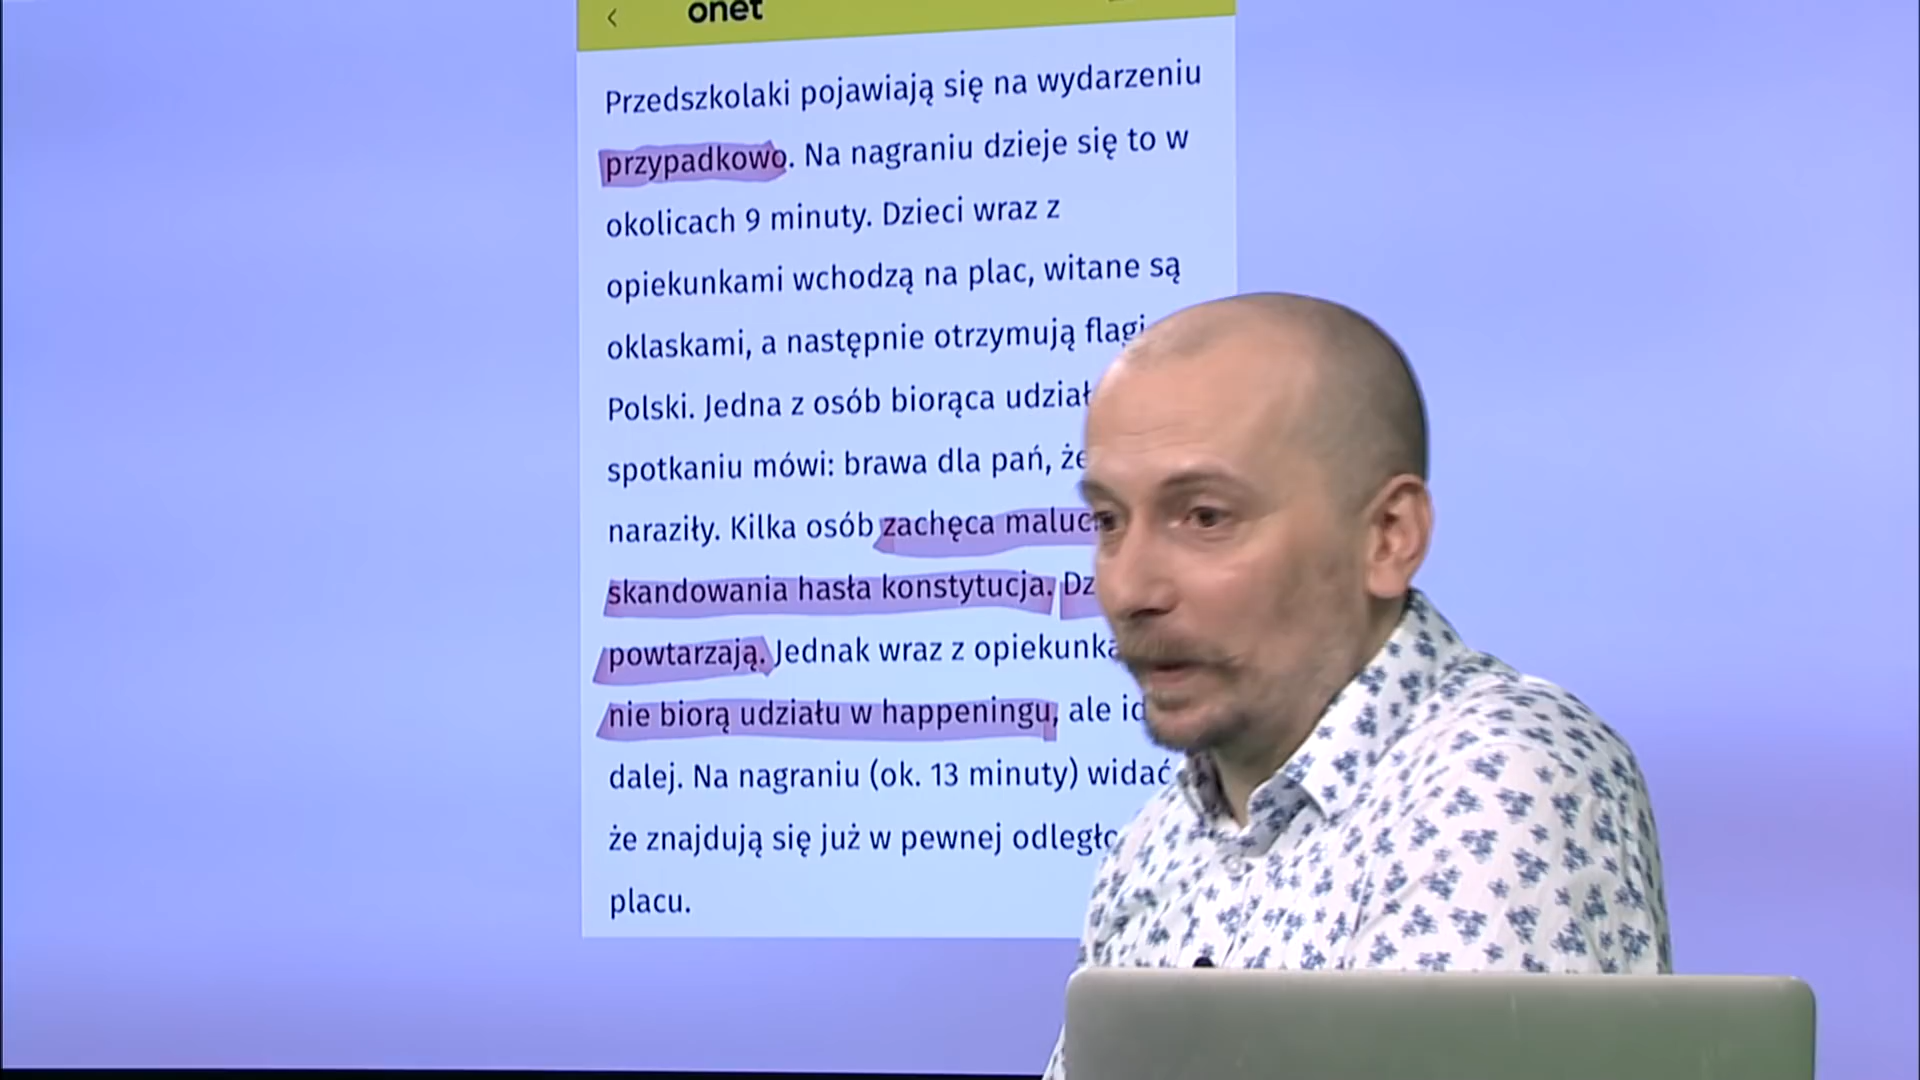 onet
Przedszkolaki pojawiają się na wydarzeniu
przypadkowo. Na nagraniu dzieje się to w
okolicach 9 minuty. Dzieci wraz z
opiekunkami wchodzą na plac, witane są
oklaskami, a następnie otrzymują flagi
Polski. Jedna z osób biorąca udział
spotkaniu mówi: brawa dla pań, że
naraziły. Kilka osób zachęca
skandowania hasła konstytucja.
powtarzają. Jednak wraz z
nie biorą udziału w happeningu, ale
dalej. Na nagraniu (ok. 13 minuty) widać
że znajdują się już w pewnej
placu.